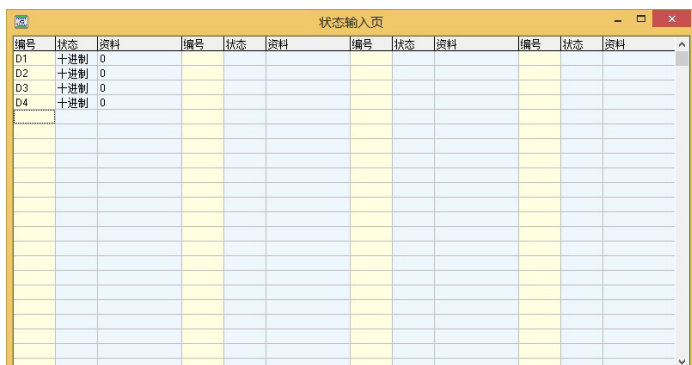 状态输入页
编号 状态 资料 编号 状态 资料 编号 状态 资料 编号 状态 资料
D1 十进制 0
D2 十进制 0
D3 十进制 0
D4 十进制 0